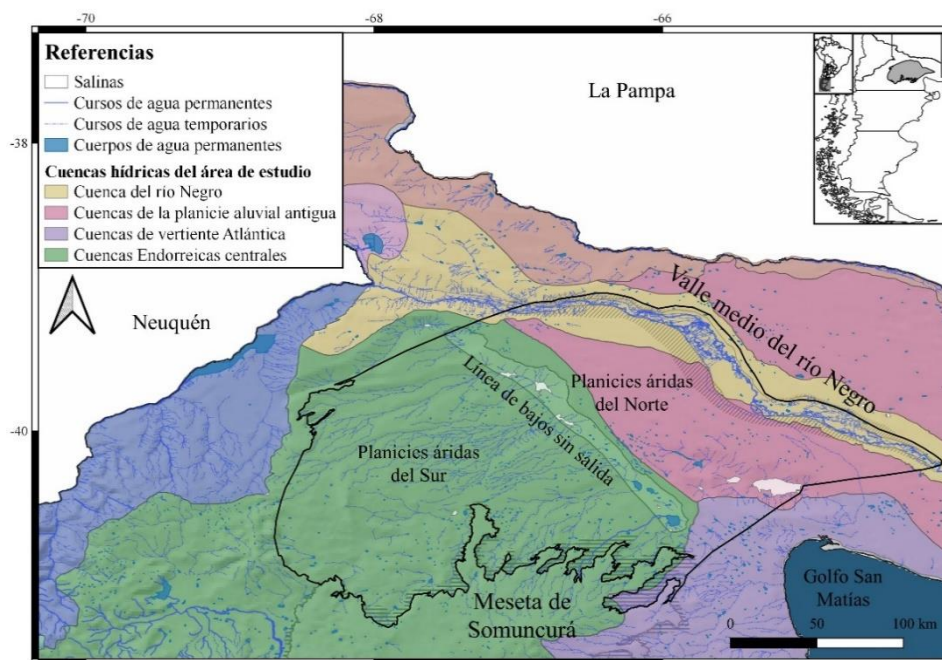 -70
-68
-66
Referencias
Salinas
Cursos de agua permanentes
Cursos de agua temporarios
Cuerpos de agua permanentes
Cuencas hídricas del área de estudio
Cuenca del río Negro
Cuencas de la planicie aluvial antigua
Cuencas de vertiente Atlántica
Cuencas Endorreicas centrales
La Pampa
-38
Neuquén
Valle medio del río Negro
Planicies áridas
del Norte
Línea de bajos sin salida
-40
Planicies áridas
del Sur
Meseta de
Somuncurá
Golfo San
Matías
0
50
100 km